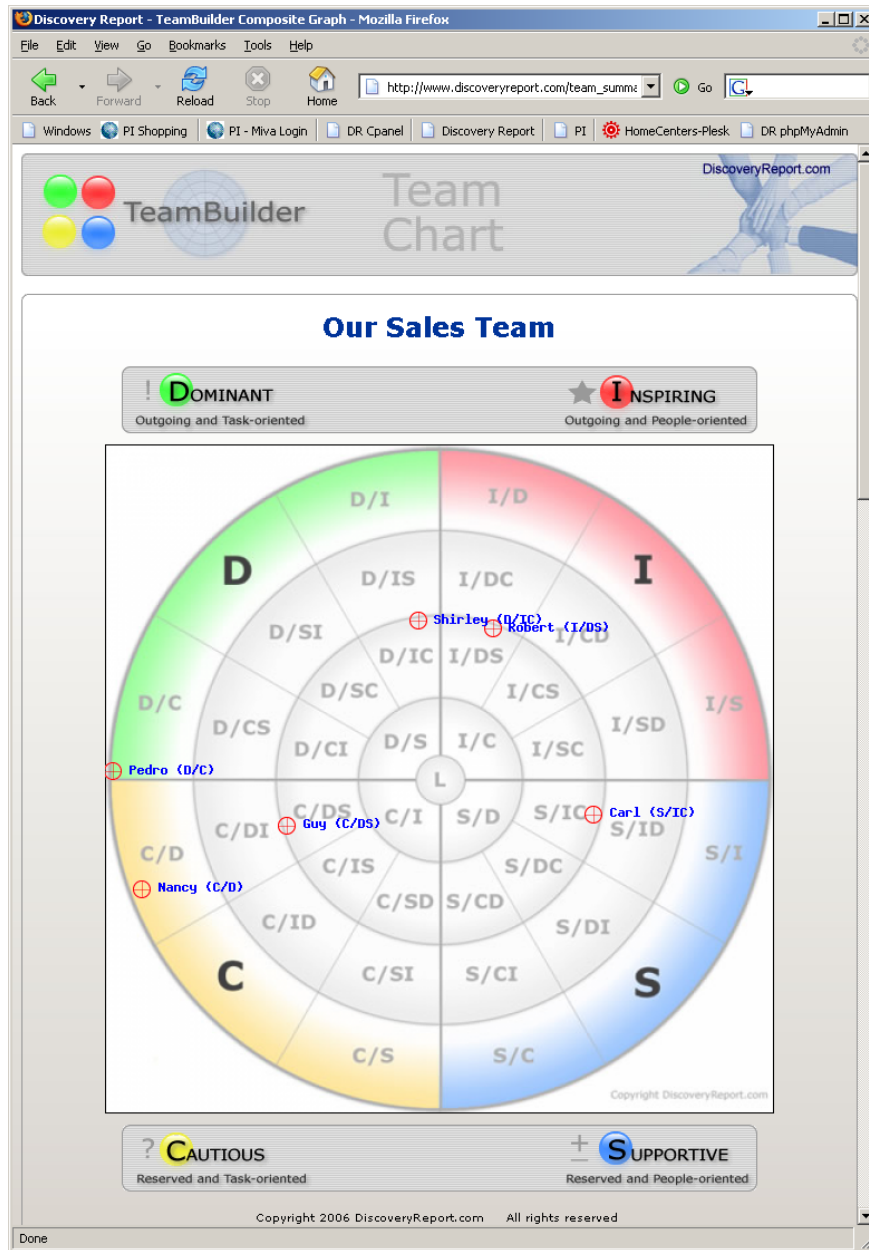 Discovery Report - TeamBuilder Composite Graph - Mozilla Firefox
File Edit View Go Bookmarks Tools Help
Back Forward Reload Stop Home http://www.discoveryreport.com/team_summa Go G
Windows PI Shopping PI - Miva Login DR Cpanel Discovery Report PI HomeCenters-Plesk DR phpMyAdmin
DiscoveryReport.com
TeamBuilder
Team
Chart
Our Sales Team
! DOMINANT
Outgoing and Task-oriented
INSPIRING
Outgoing and People-oriented
D/I I/D
D I
D/IS I/DC
Shirley (D/IC)
Robert (I/DS)
D/SI I/CD
D/IC I/DS
D/SC I/CS
D/C I/S
D/CS I/SD
D/CI D/S I/C I/SC
Pedro (D/C)
L
C/DS C/I S/D S/IC Carl (S/IC)
Guy (C/DS)
C/DI S/ID
C/D S/I
C/IS S/DC
Nancy (C/D)
C/SD S/CD
C/ID S/DI
C/SI S/CI
C S
C/S S/C
Copyright DiscoveryReport.com
? CAUTIOUS
Reserved and Task-oriented
± SUPPORTIVE
Reserved and People-oriented
Copyright 2006 DiscoveryReport.com All rights reserved
Done